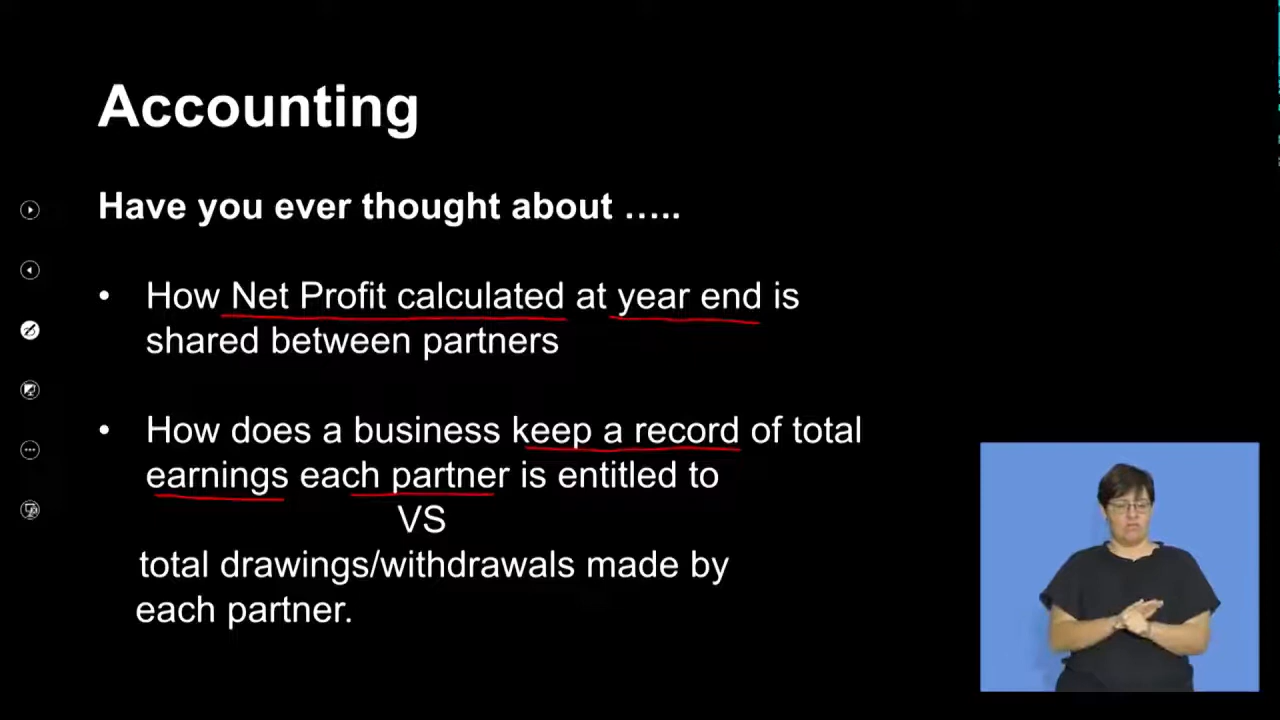 Accounting
Have you ever thought about …..
• How Net Profit calculated at year end is
shared between partners
• How does a business keep a record of total
earnings each partner is entitled to
VS
total drawings/withdrawals made by
each partner.